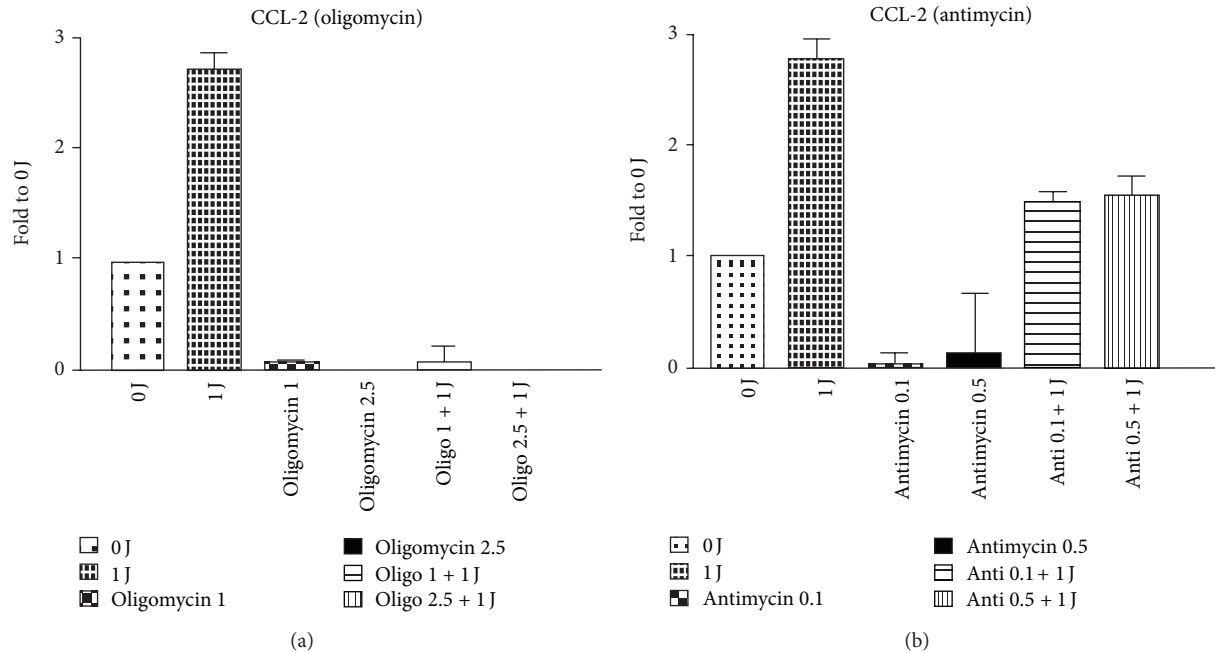 CCL-2 (oligomycin)
3
2
1
0
Fold to 0 J
0 J
1 J
Oligomycin 1
Oligomycin 2.5
Oligo 1 + 1 J
Oligo 2.5 + 1 J
0 J
1 J
Oligomycin 1
Oligomycin 2.5
Oligo 1 + 1 J
Oligo 2.5 + 1 J
(a)
CCL-2 (antimycin)
3
2
1
0
Fold to 0 J
0 J
1 J
Antimycin 0.1
Antimycin 0.5
Anti 0.1 + 1 J
Anti 0.5 + 1 J
0 J
1 J
Antimycin 0.1
Antimycin 0.5
Anti 0.1 + 1 J
Anti 0.5 + 1 J
(b)